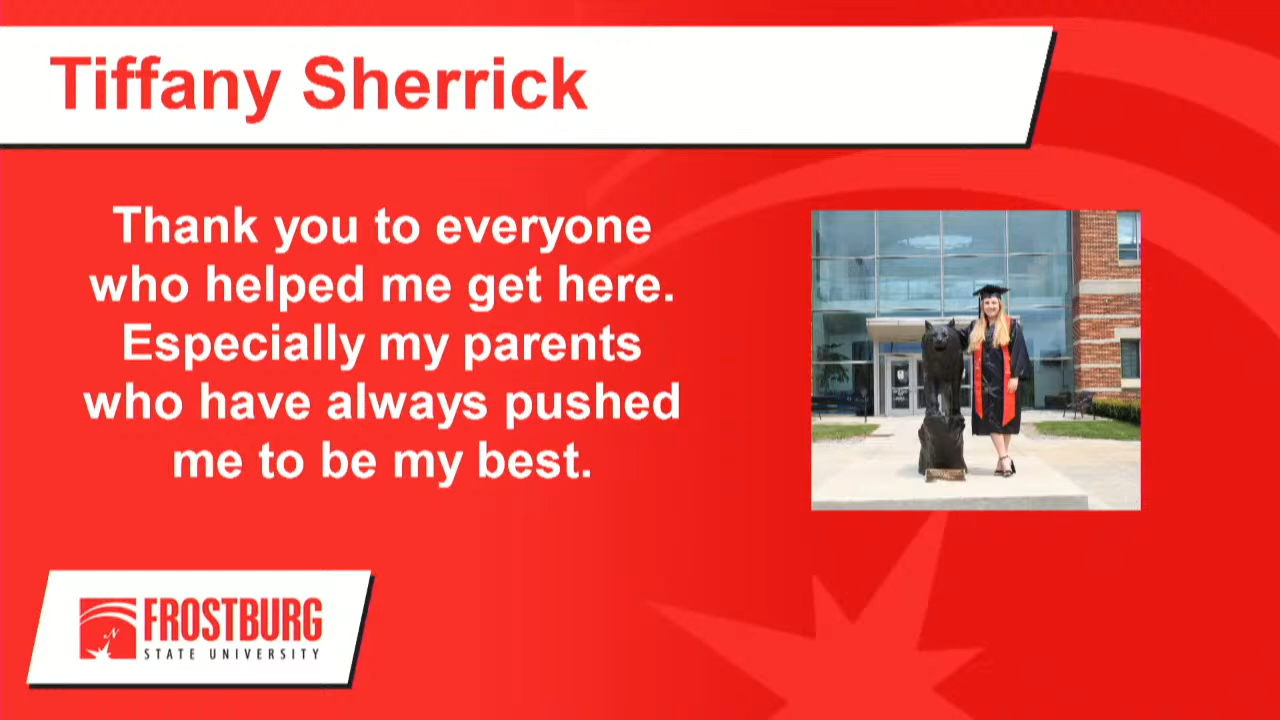 Tiffany Sherrick
Thank you to everyone
who helped me get here.
Especially my parents
who have always pushed
me to be my best.
FROSTBURG
STATE UNIVERSITY